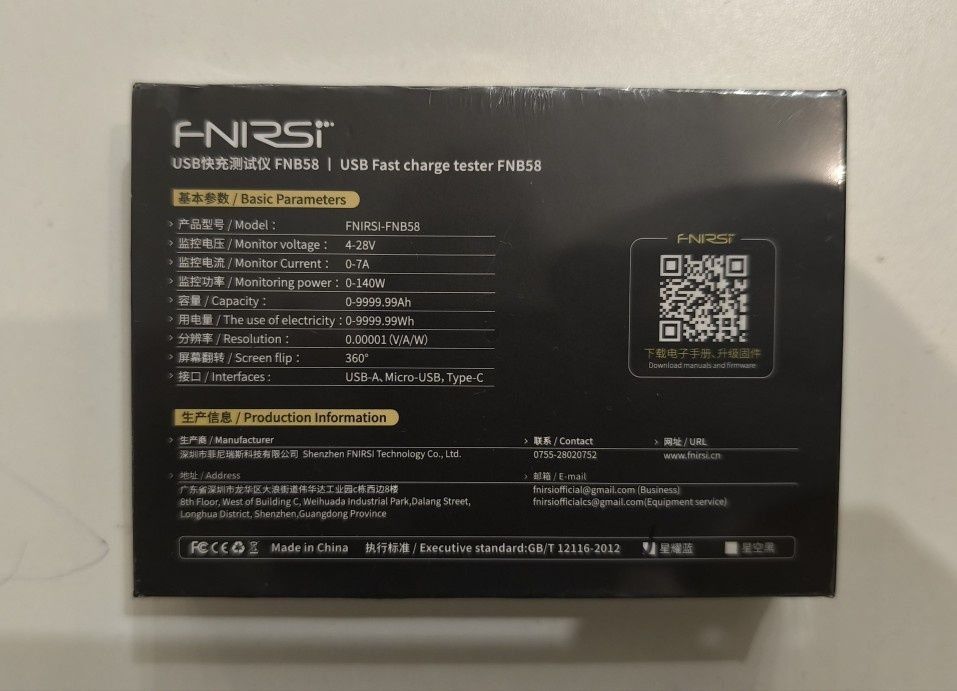 FNIRSI
USB快充测试仪 FNB58 | USB Fast charge tester FNB58
基本参数 / Basic Parameters
产品型号 / Model : FNIRSI-FNB58
监控电压 / Monitor voltage : 4-28V
监控电流 / Monitor Current : 0-7A
监控功率 / Monitoring power : 0-140W
容量 / Capacity : 0-9999.99Ah
用电量 / The use of electricity : 0-9999.99Wh
分辨率 / Resolution : 0.00001 (V/A/W)
屏幕翻转 / Screen flip : 360°
接口 / Interfaces : USB-A、Micro-USB, Type-C
FNIRSI
下载电子手册、升级固件
Download manuals and firmware
生产信息 / Production Information
生产商 / Manufacturer
深圳市菲尼瑞斯科技有限公司 Shenzhen FNIRSI Technology Co., Ltd.
联系 / Contact
0755-28020752
网址 / URL
www.fnirsi.cn
地址 / Address
广东省深圳市龙华区大浪街道伟华达工业园c栋西边8楼
8th Floor, West of Building C, Weihuada Industrial Park,Dalang Street,
Longhua District, Shenzhen,Guangdong Province
邮箱 / E-mail
fnirsiofficial@gmail.com (Business)
fnirsiofficialcs@gmail.com(Equipment service)
FC CE Made in China 执行标准 / Executive standard:GB/T 12116-2012 星耀蓝 星空黑